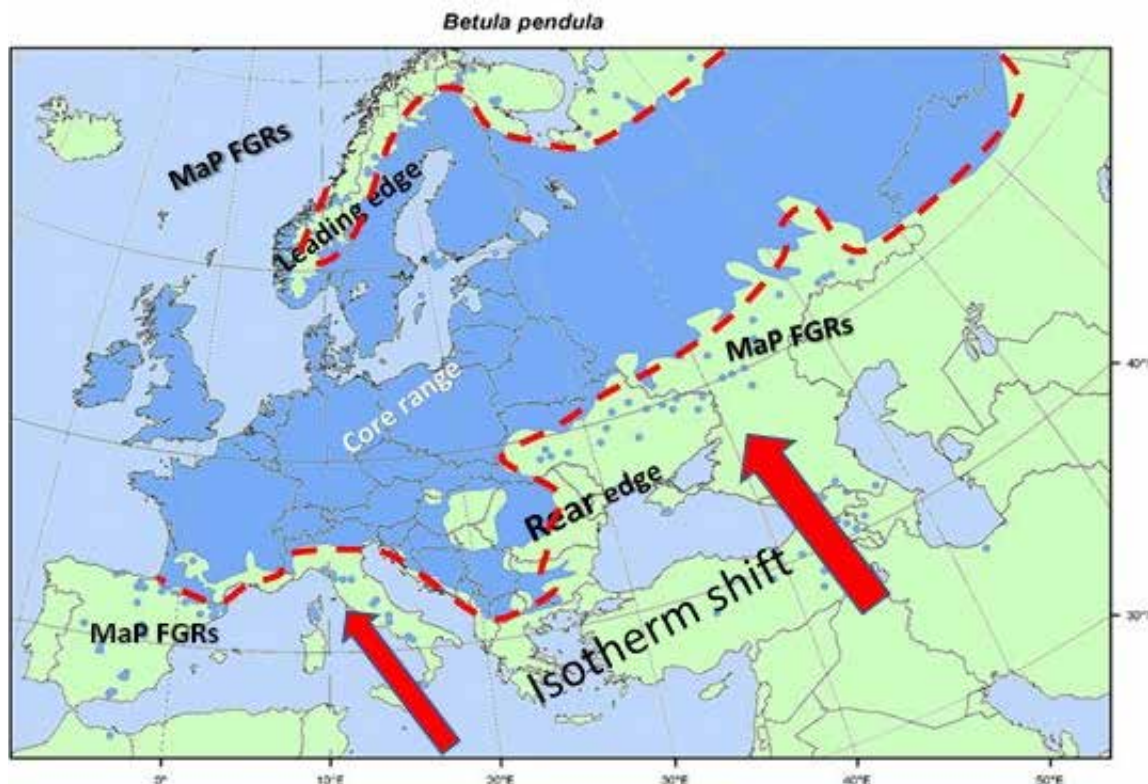 Betula pendula
MaP FGRs
Leading edge
Core range
MaP FGRs
Rear edge
MaP FGRs
Isotherm shift
40°
30°E
0°
10°E
20°E
30°E
40°E
50°E